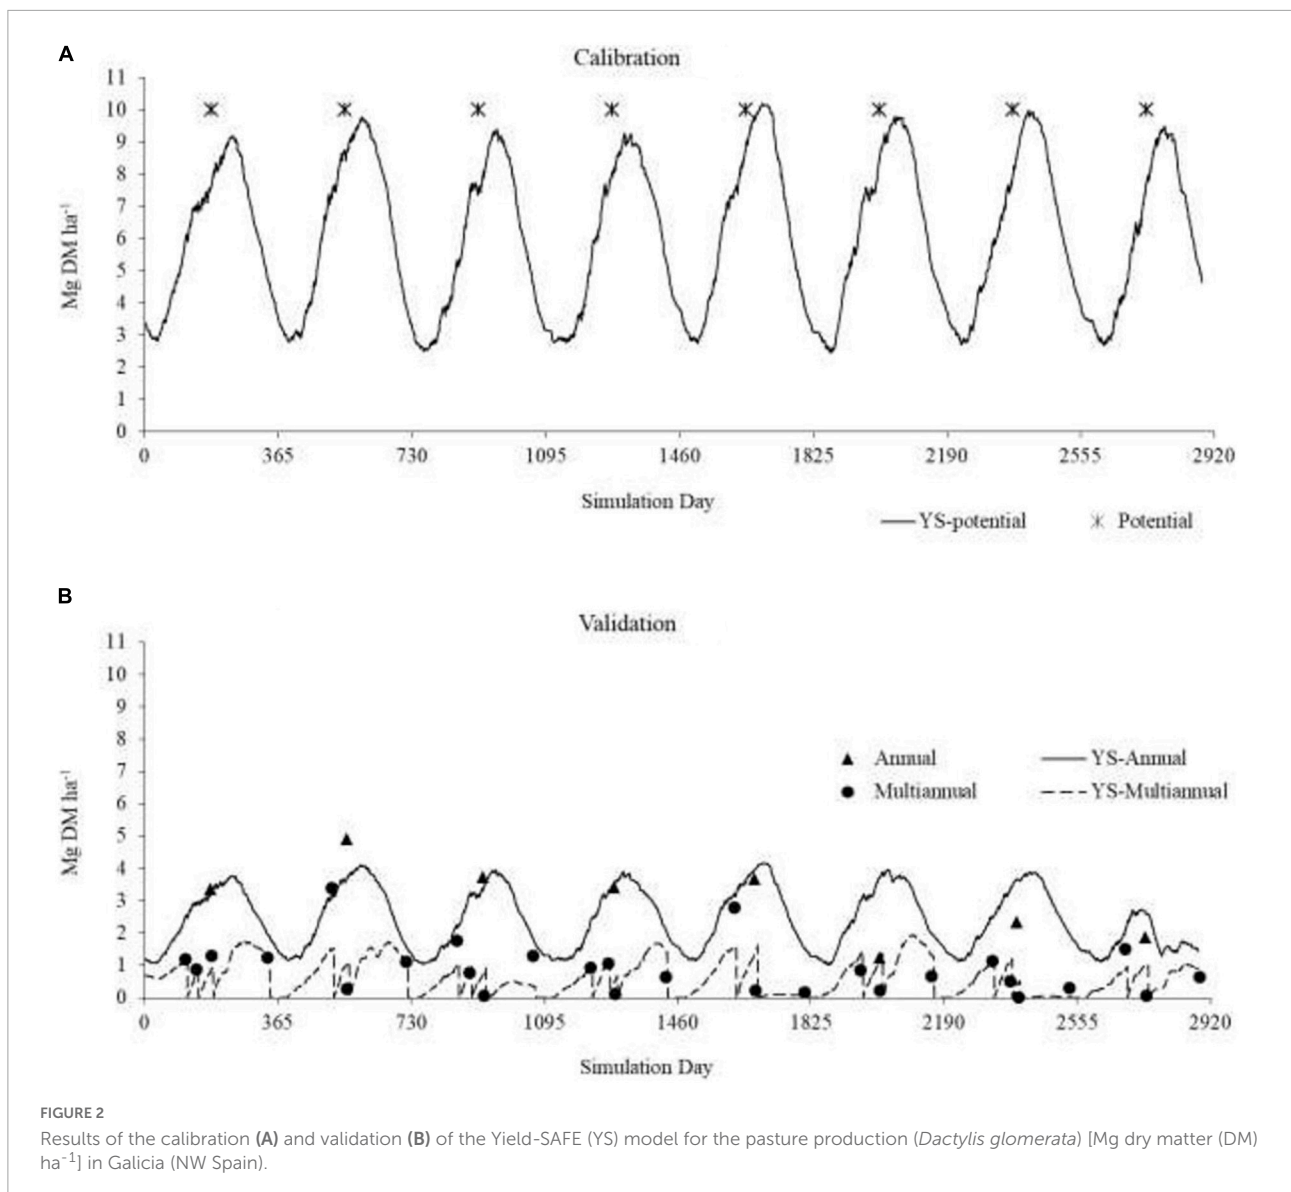 A
Calibration
11
10
9
8
7
6
5
4
3
2
1
0
Mg DM ha-1
0 365 730 1095 1460 1825 2190 2555 2920
Simulation Day
YS-potential Potential
B
Validation
11
10
9
8
7
6
5
4
3
2
1
0
Mg DM ha-1
Annual YS-Annual
Multiannual YS-Multiannual
0 365 730 1095 1460 1825 2190 2555 2920
Simulation Day
FIGURE 2
Results of the calibration (A) and validation (B) of the Yield-SAFE (YS) model for the pasture production (Dactylis glomerata) [Mg dry matter (DM)
ha-1] in Galicia (NW Spain).